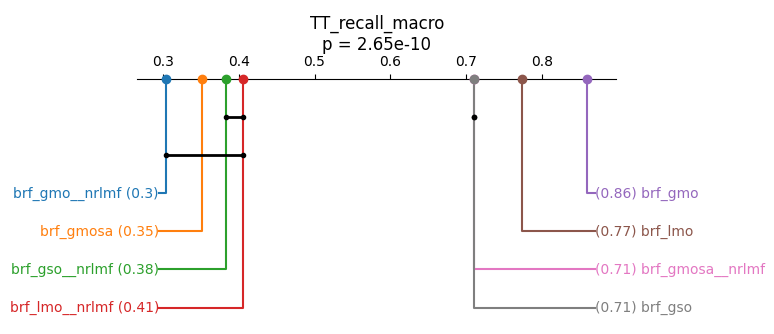 TT_recall_macro
p = 2.65e-10
0.3 0.4 0.5 0.6 0.7 0.8
brf_gmo__nrlmf (0.3)
(0.86) brf_gmo
brf_gmosa (0.35)
(0.77) brf_lmo
brf_gso__nrlmf (0.38)
(0.71) brf_gmosa__nrlmf
brf_lmo__nrlmf (0.41)
(0.71) brf_gso